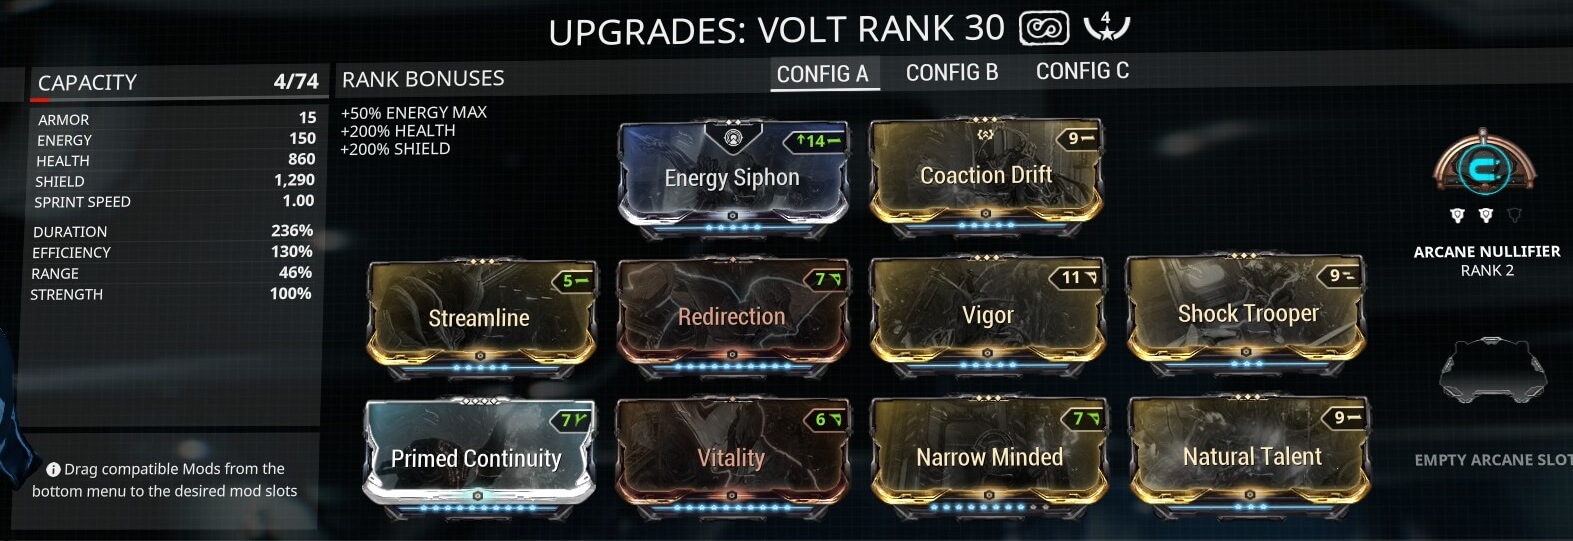 UPGRADES: VOLT RANK 30 4
CAPACITY 4/74
ARMOR 15
ENERGY 150
HEALTH 860
SHIELD 1,290
SPRINT SPEED 1.00
DURATION 236%
EFFICIENCY 130%
RANGE 46%
STRENGTH 100%
Drag compatible Mods from the
bottom menu to the desired mod slots
RANK BONUSES
+50% ENERGY MAX
+200% HEALTH
+200% SHIELD
CONFIG A CONFIG B CONFIG C
14
Energy Siphon
9
Coaction Drift
5
Streamline
7
Redirection
11
Vigor
9
Shock Trooper
7
Primed Continuity
6
Vitality
7
Narrow Minded
9
Natural Talent
ARCANE NULLIFIER
RANK 2
EMPTY ARCANE SLOT